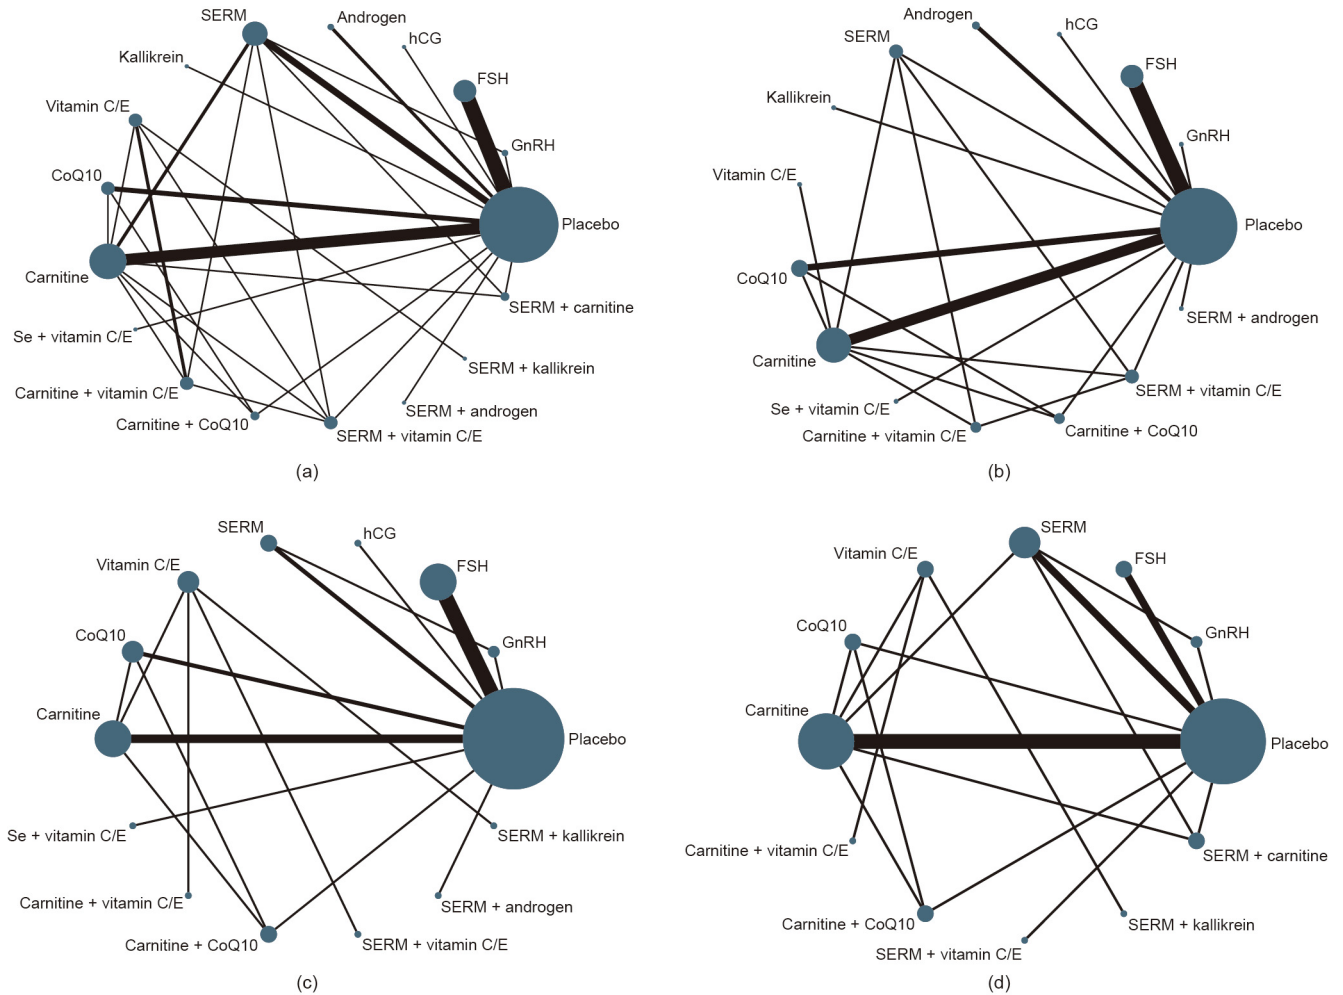 SERM
Androgen
hCG
Kallikrein
FSH
Vitamin C/E
GnRH
CoQ10
Placebo
Carnitine
SERM + carnitine
Se + vitamin C/E
SERM + kallikrein
Carnitine + vitamin C/E
SERM + androgen
Carnitine + CoQ10
SERM + vitamin C/E
(a)
Androgen
hCG
SERM
FSH
Kallikrein
GnRH
Vitamin C/E
Placebo
CoQ10
SERM + androgen
Carnitine
SERM + vitamin C/E
Se + vitamin C/E
Carnitine + CoQ10
Carnitine + vitamin C/E
(b)
SERM
hCG
Vitamin C/E
FSH
CoQ10
GnRH
Carnitine
Placebo
Se + vitamin C/E
SERM + kallikrein
Carnitine + vitamin C/E
SERM + androgen
Carnitine + CoQ10
SERM + vitamin C/E
(c)
SERM
Vitamin C/E
FSH
CoQ10
GnRH
Carnitine
Placebo
Carnitine + vitamin C/E
SERM + carnitine
Carnitine + CoQ10
SERM + kallikrein
SERM + vitamin C/E
(d)